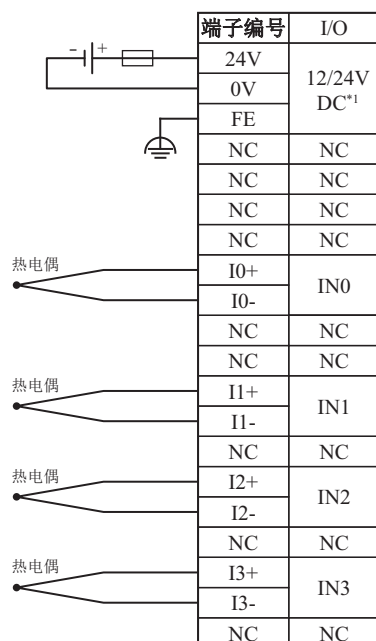 端子编号 I/O
- + 24V
0V 12/24V
DC*1
FE
NC NC
NC NC
NC NC
NC NC
热电偶 I0+ IN0
I0-
NC NC
NC NC
热电偶 I1+ IN1
I1-
NC NC
热电偶 I2+ IN2
I2-
NC NC
热电偶 I3+ IN3
I3-
NC NC